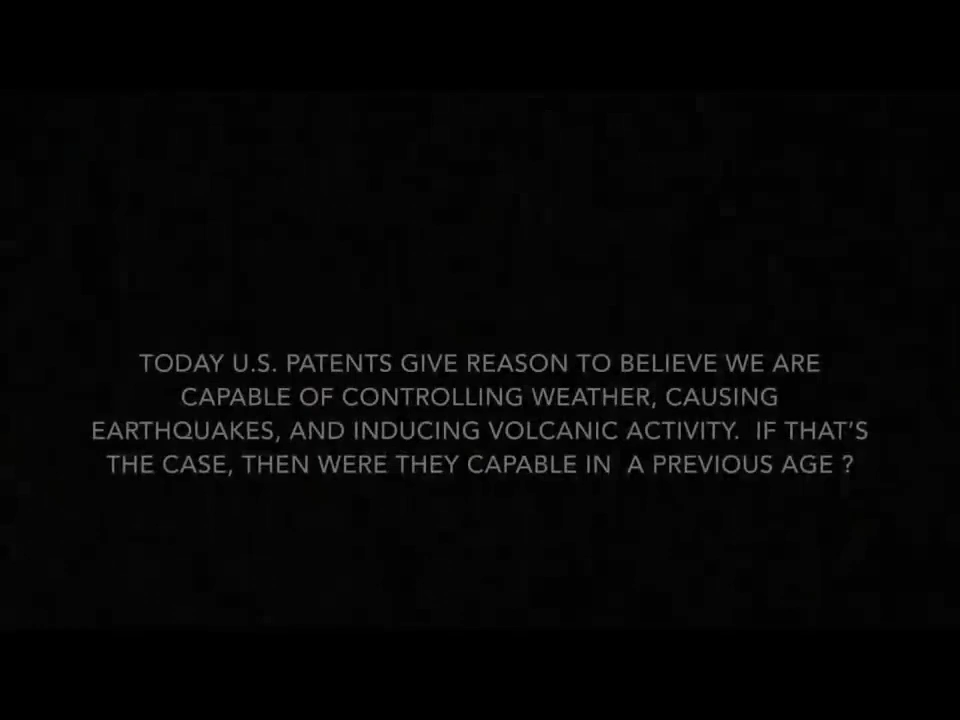 TODAY U.S. PATENTS GIVE REASON TO BELIEVE WE ARE
CAPABLE OF CONTROLLING WEATHER, CAUSING
EARTHQUAKES, AND INDUCING VOLCANIC ACTIVITY.  IF THAT'S
THE CASE, THEN WERE THEY CAPABLE IN  A PREVIOUS AGE ?